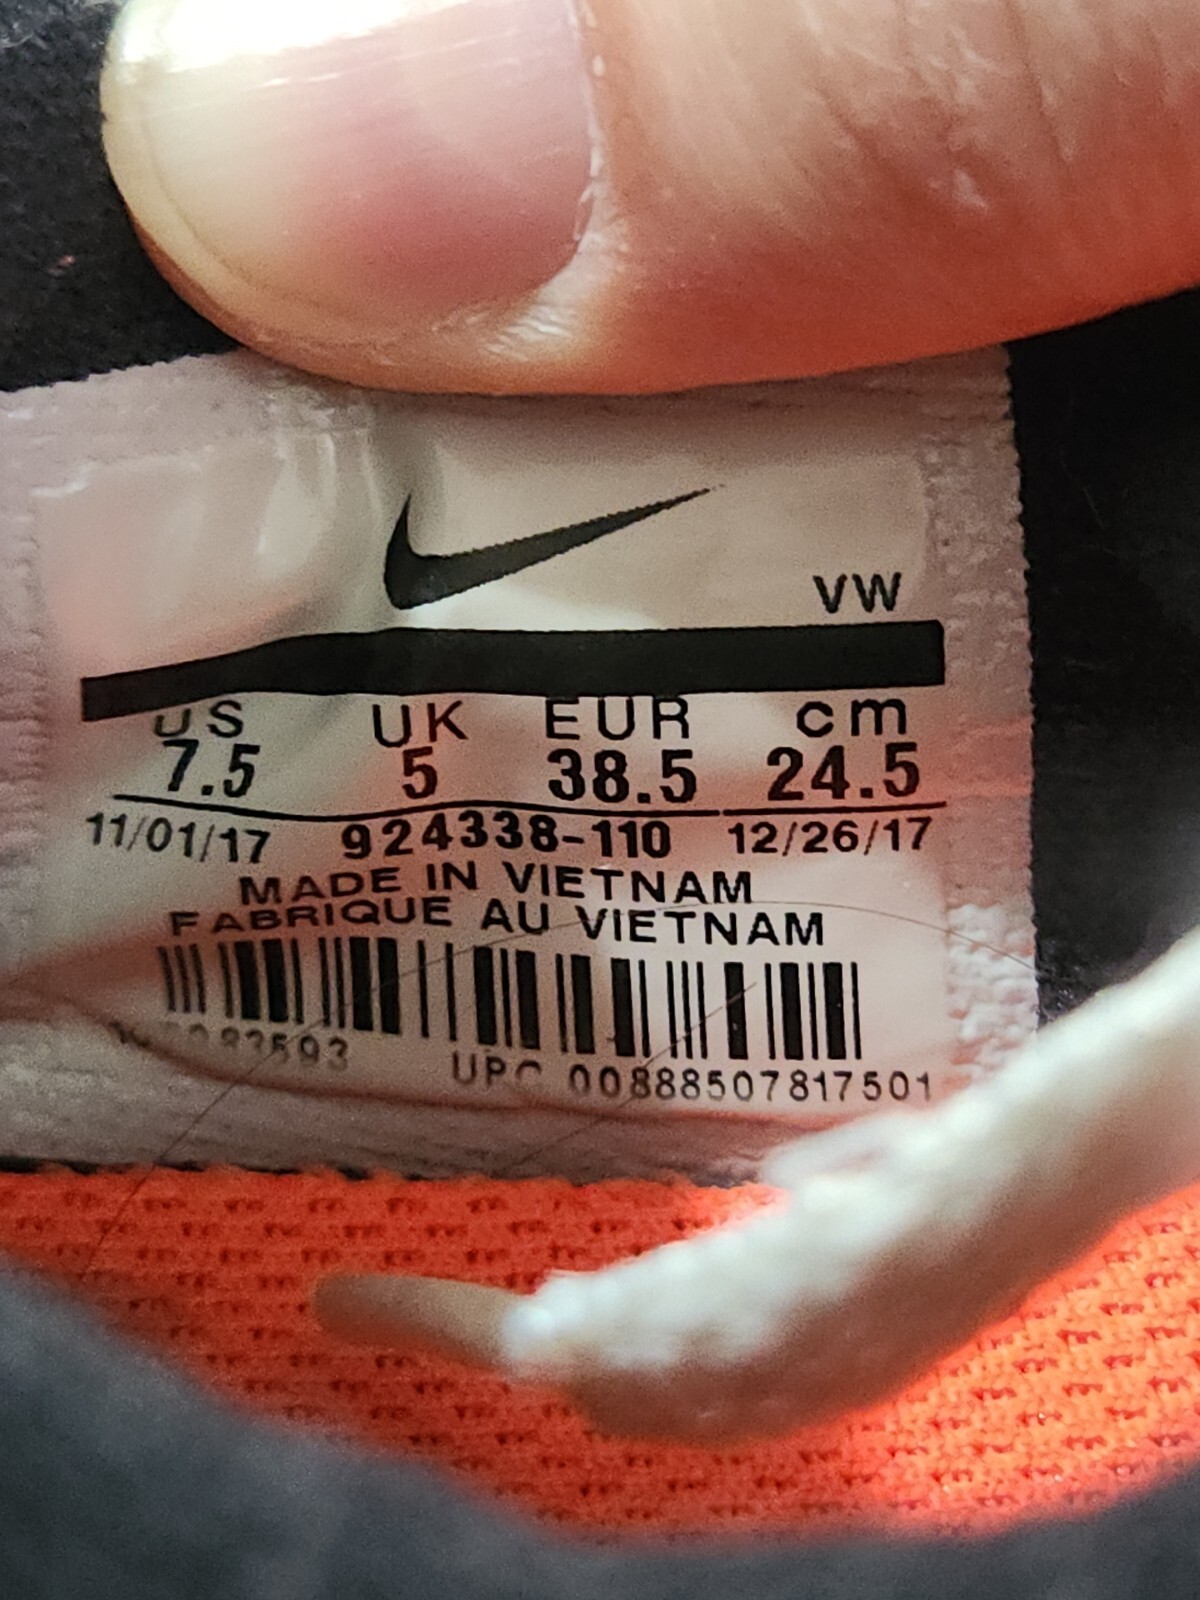 VW
US UK EUR cm
7.5 5 38.5 24.5
11/01/17 924338-110 12/26/17
MADE IN VIETNAM
FABRIQUE AU VIETNAM
UPC 00888507817501